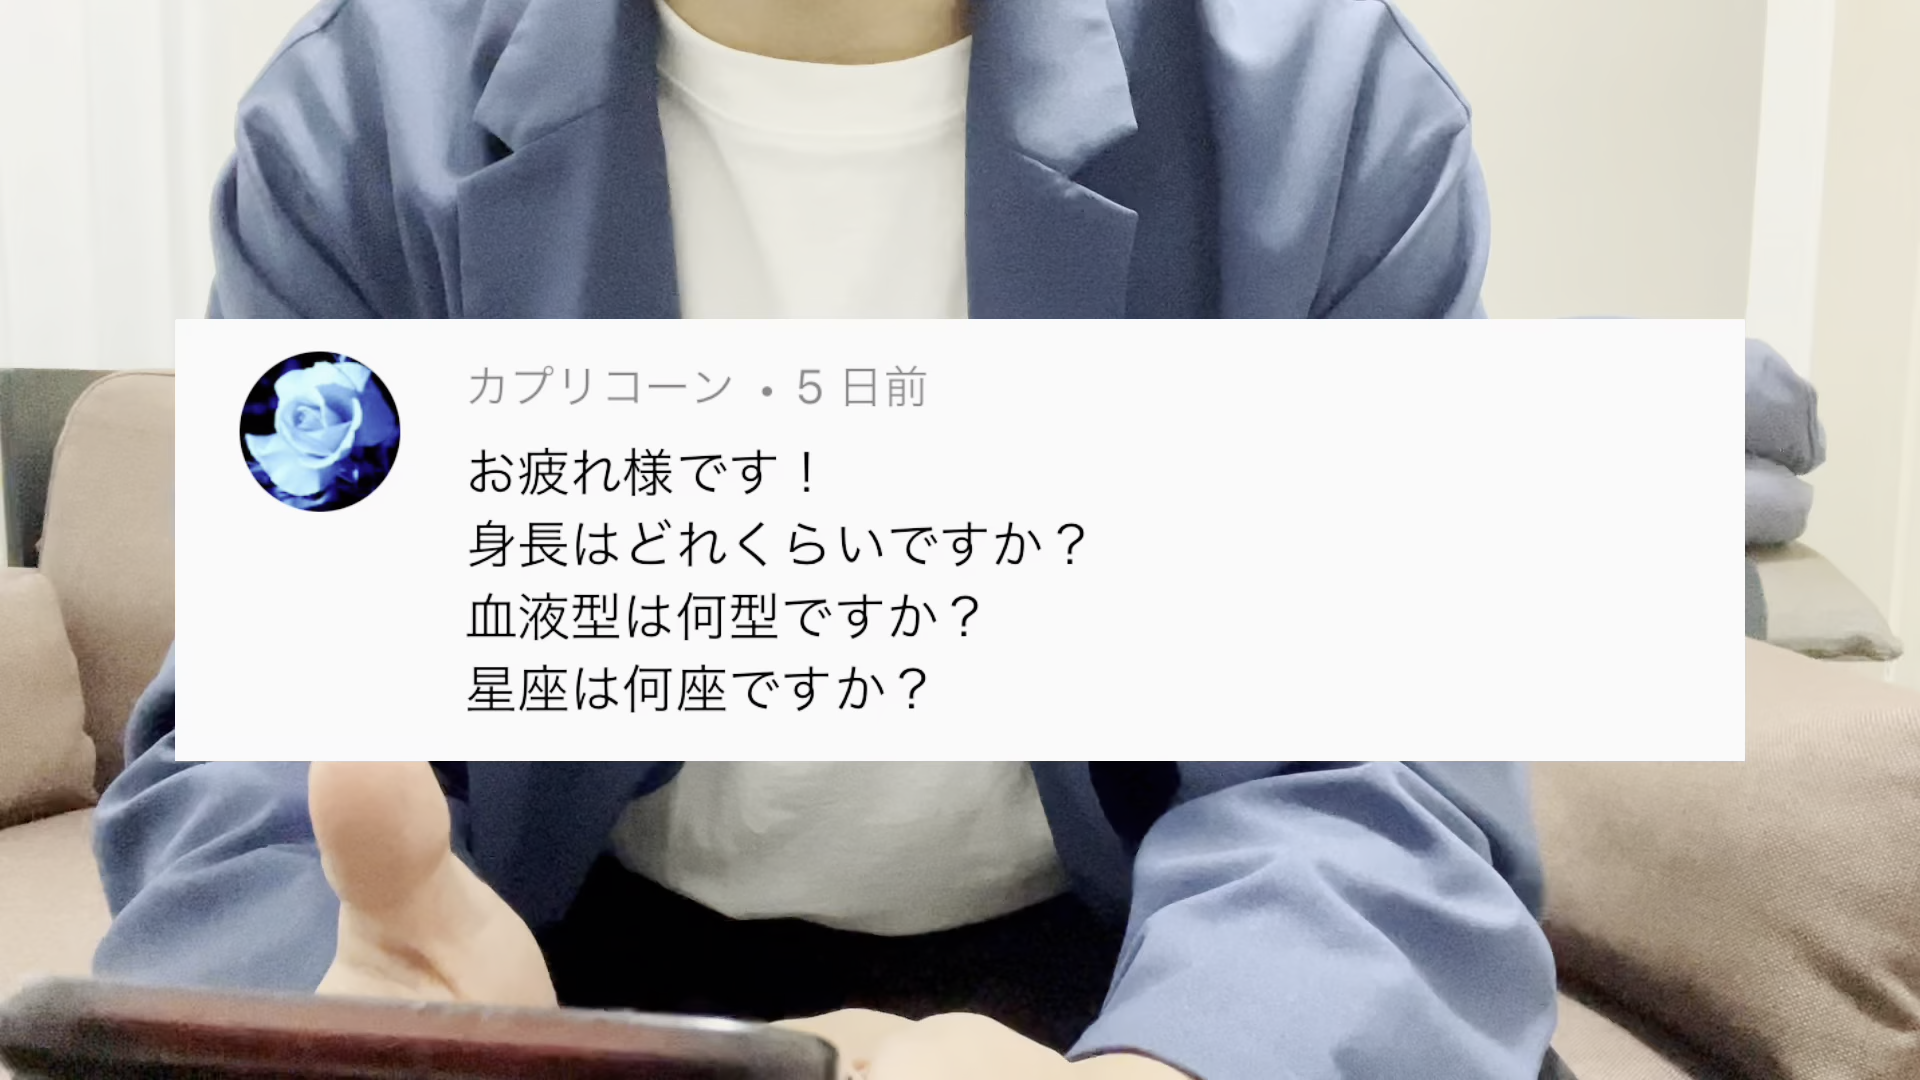 カプリコーン • 5 日前
お疲れ様です！
身長はどれくらいですか？
血液型は何型ですか？
星座は何座ですか？